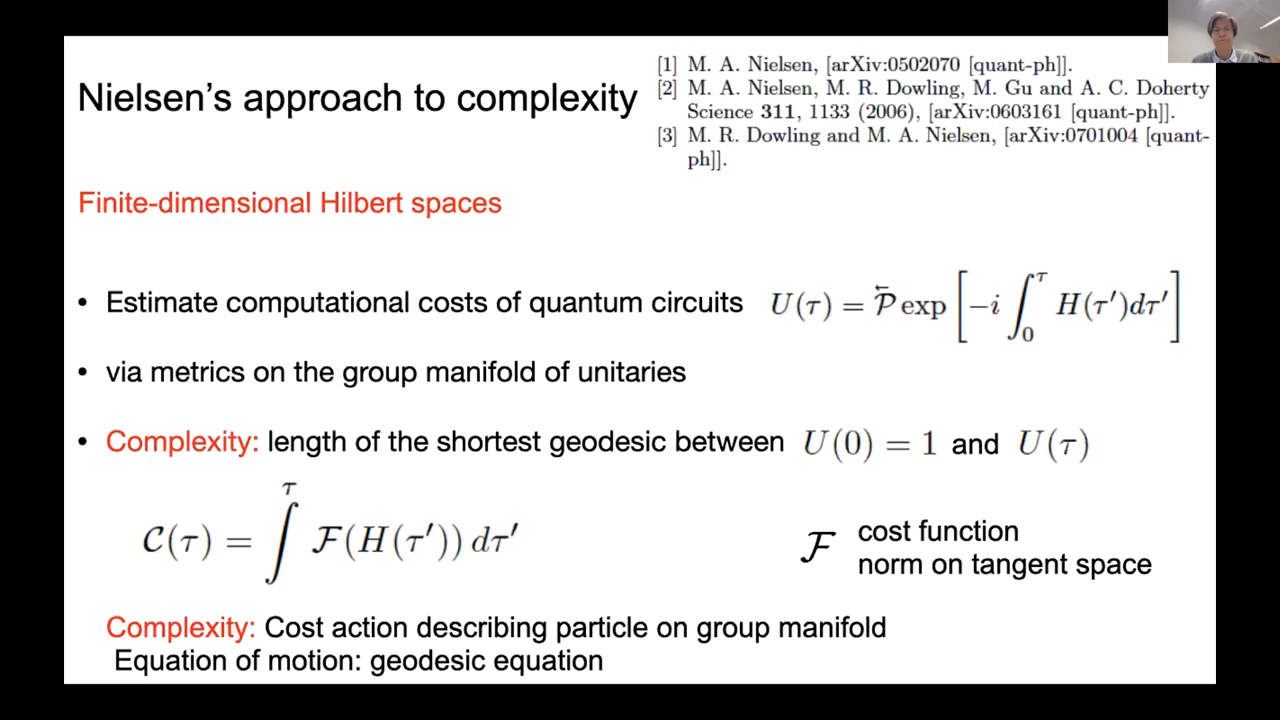 Nielsen's approach to complexity
[1] M. A. Nielsen, [arXiv:0502070 [quant-ph]].
[2] M. A. Nielsen, M. R. Dowling, M. Gu and A. C. Doherty
Science 311, 1133 (2006), [arXiv:0603161 [quant-ph]].
[3] M. R. Dowling and M. A. Nielsen, [arXiv:0701004 [quant-
ph]].
Finite-dimensional Hilbert spaces
• Estimate computational costs of quantum circuits U(τ) = \overleftarrow{𝒫} exp [ −i ∫_0^τ H(τ′)dτ′ ]
• via metrics on the group manifold of unitaries
• Complexity: length of the shortest geodesic between U(0) = 1 and U(τ)
𝒞(τ) = ∫^τ ℱ(H(τ′)) dτ′
ℱ cost function
norm on tangent space
Complexity: Cost action describing particle on group manifold
Equation of motion: geodesic equation